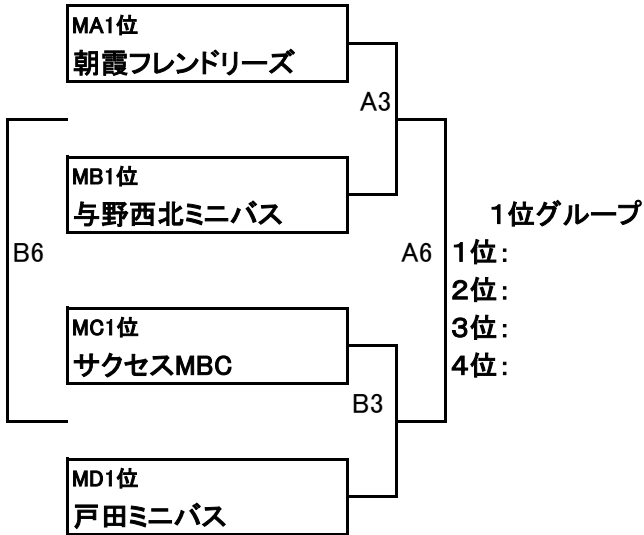 MA1位
朝霞フレンドリーズ
A3
MB1位
与野西北ミニバス
1位グループ
B6
A6
1位：
2位：
MC1位
3位：
サクセスMBC
4位：
B3
MD1位
戸田ミニバス